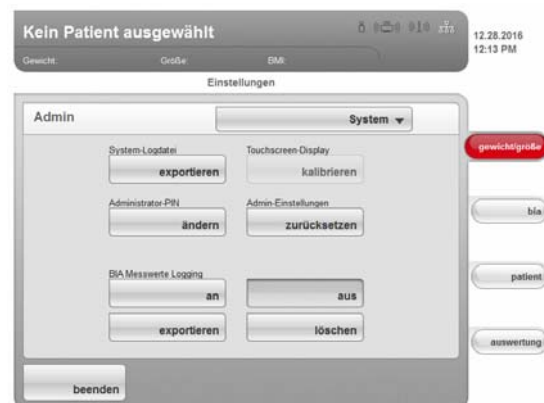 Kein Patient ausgewählt
12.28.2016
12:13 PM
Gewicht: Größe: BMI:
Einstellungen
Admin
System
System-Logdatei Touchscreen-Display
exportieren kalibrieren
Administrator-PIN Admin-Einstellungen
ändern zurücksetzen
BIA Messwerte Logging
an aus
exportieren löschen
beenden
gewicht/größe
bia
patient
auswertung